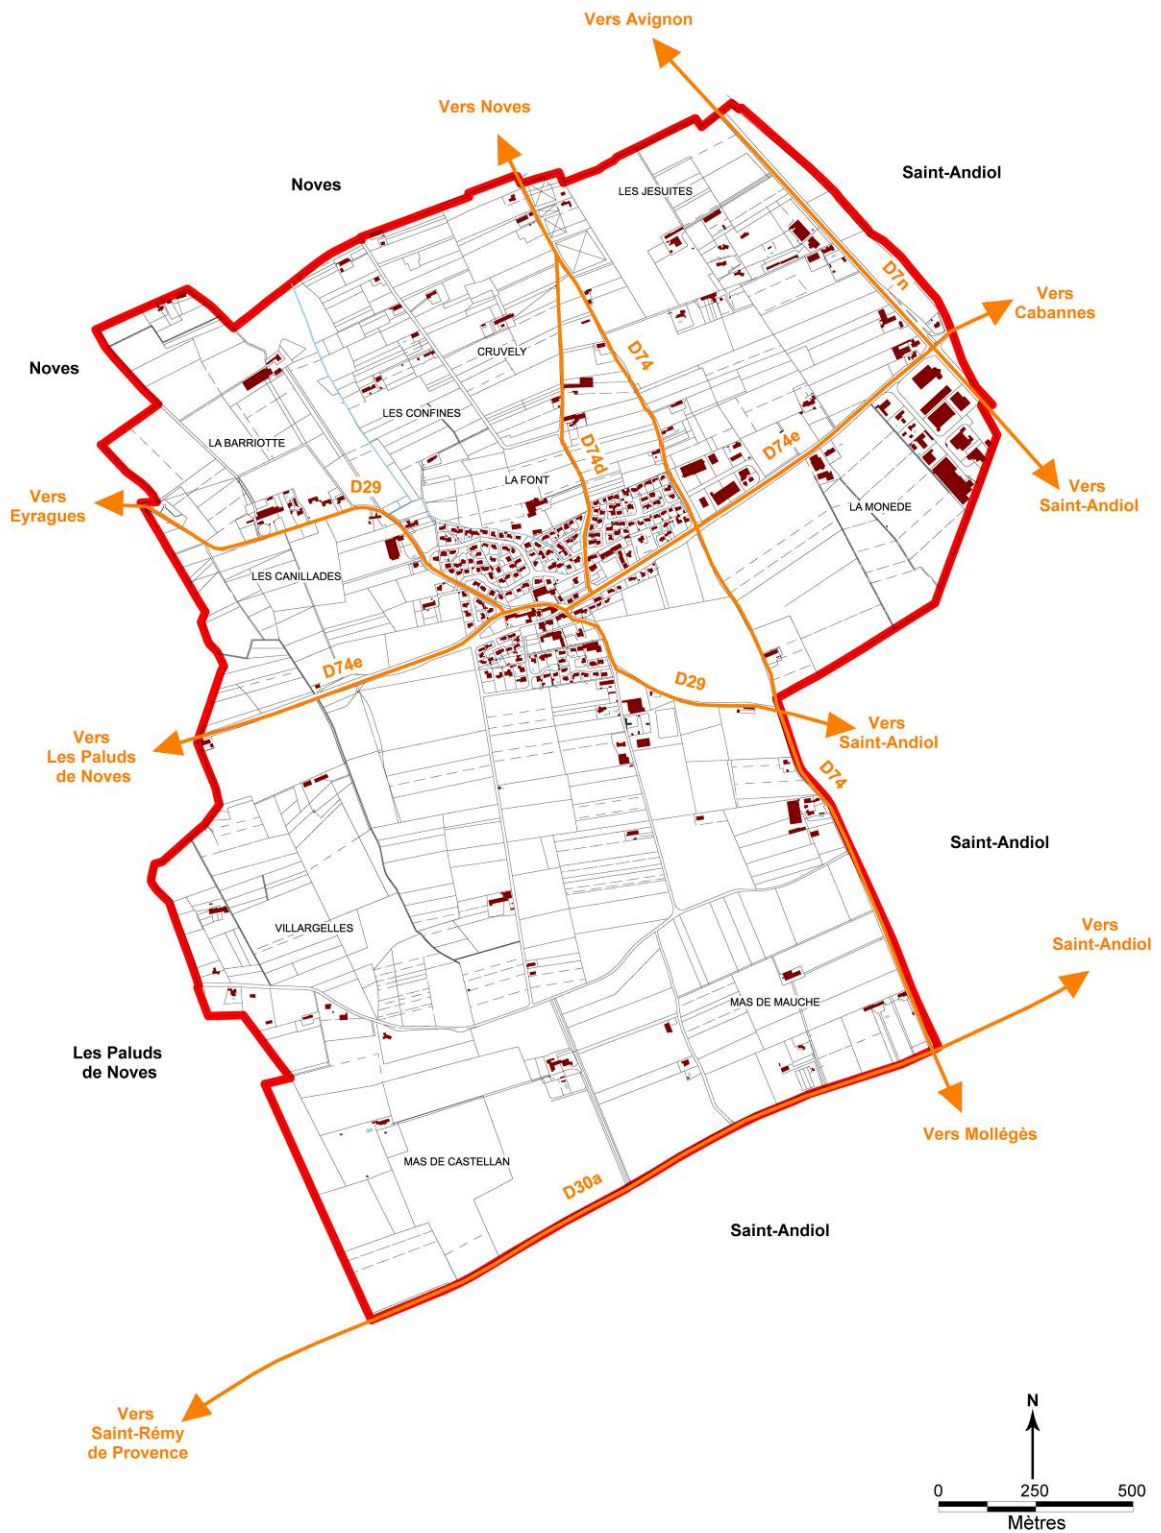 Vers Avignon
Vers Noves
Noves
Saint-Andiol
LES JESUITES
D7n
Vers
Cabannes
Noves
CRUVELY
D74
LES CONFINES
LA BARRIOTTE
D74d
D74e
LA FONT
D29
Vers
Eyragues
Vers
Saint-Andiol
LA MONEDE
LES CANILLADES
D74e
D29
Vers
Les Paluds
de Noves
Vers
Saint-Andiol
D74
Saint-Andiol
VILLARGELLES
Vers
Saint-Andiol
MAS DE MAUCHE
Les Paluds
de Noves
Vers Mollégès
MAS DE CASTELLAN
D30a
Saint-Andiol
Vers
Saint-Rémy
de Provence
N
0 250 500
Mètres